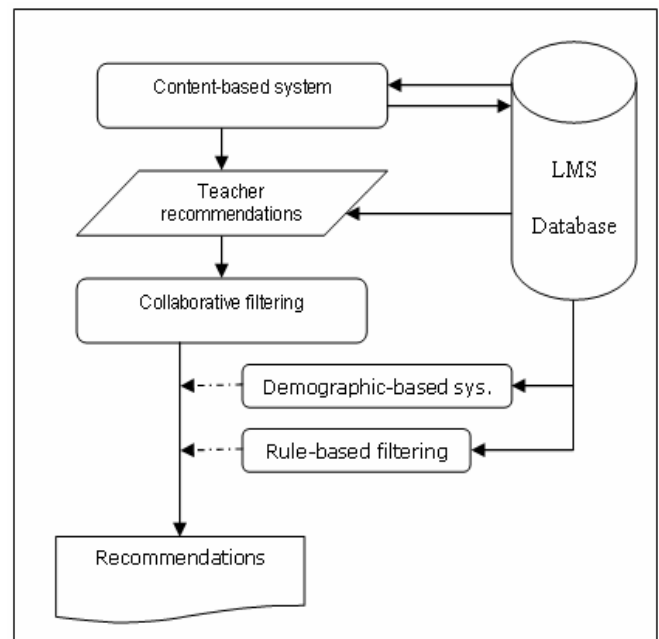 Content-based system
LMS
Database
Teacher
recommendations
Collaborative filtering
Demographic-based sys.
Rule-based filtering
Recommendations